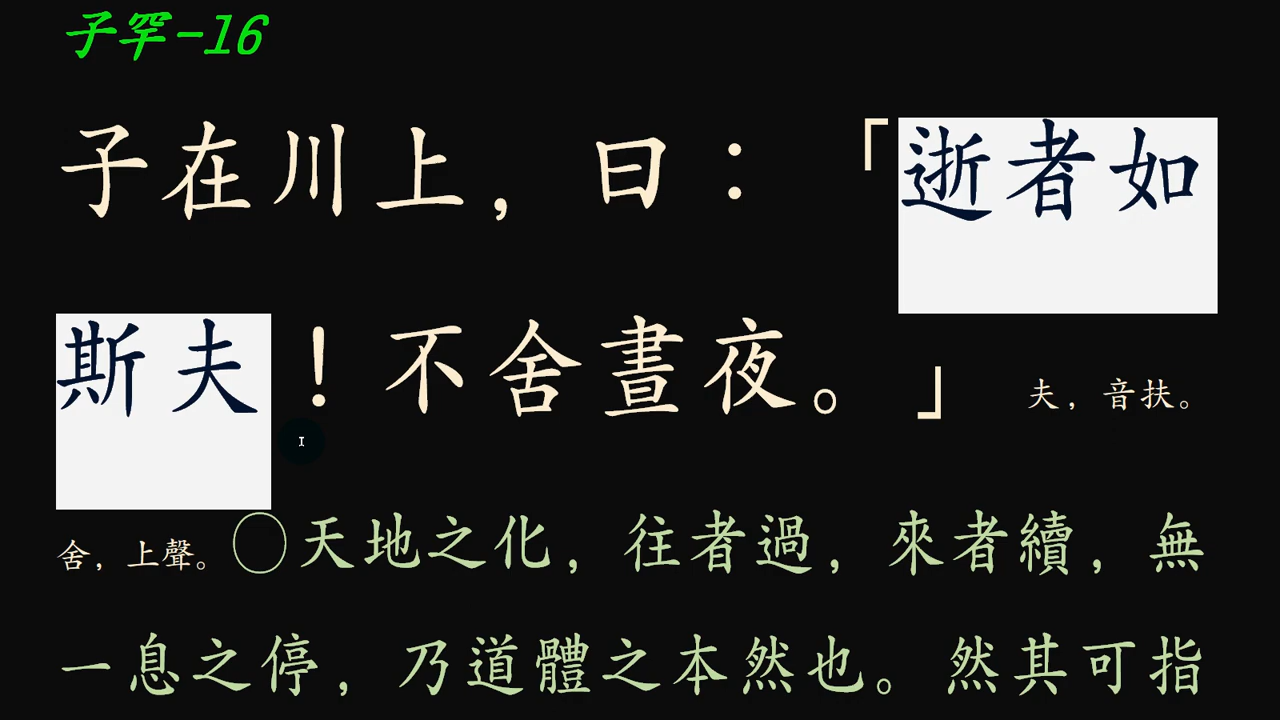 子罕-16
子在川上，曰：「逝者如
斯夫！不舍晝夜。」夫，音扶。
舍，上聲。○天地之化，往者過，來者續，無
一息之停，乃道體之本然也。然其可指